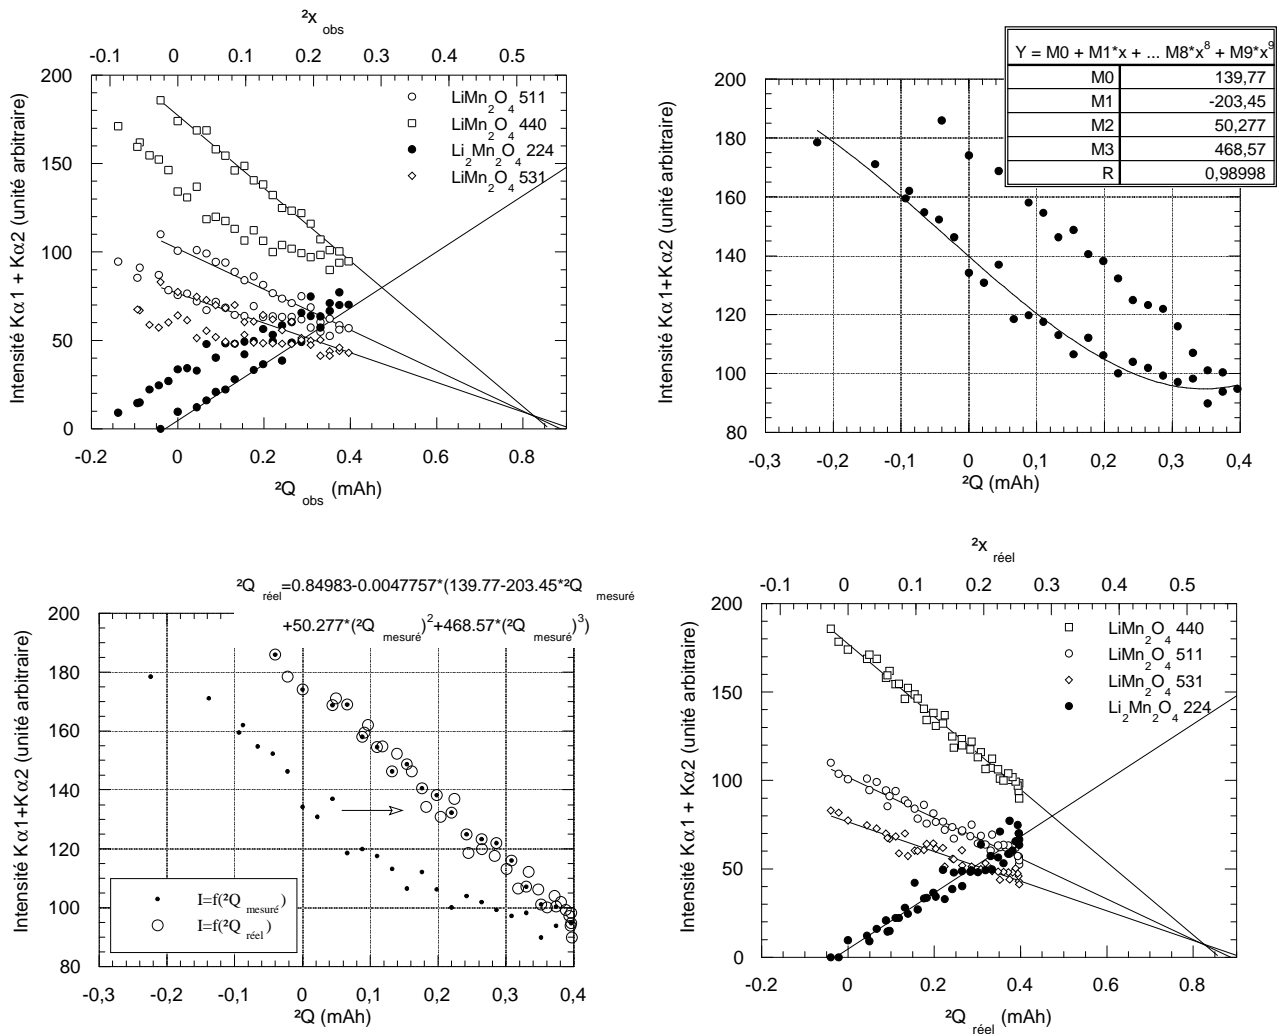 ²x obs
-0.1 0 0.1 0.2 0.3 0.4 0.5
200
150
100
50
0
Intensité Kα1 + Kα2 (unité arbitraire)
LiMn2O4 511
LiMn2O4 440
Li2Mn2O4 224
LiMn2O4 531
-0.2 0 0.2 0.4 0.6 0.8
²Q obs (mAh)
Y = M0 + M1*x + ... M8*x^8 + M9*x^9
M0 139,77
M1 -203,45
M2 50,277
M3 468,57
R 0,98998
200
180
160
140
120
100
80
Intensité Kα1+Kα2 (unité arbitraire)
-0,3 -0,2 -0,1 0 0,1 0,2 0,3 0,4
²Q (mAh)
²Q réel=0.84983-0.0047757*(139.77-203.45*²Q mesuré
+50.277*(²Q mesuré)²+468.57*(²Q mesuré)³)
200
180
160
140
120
100
80
Intensité Kα1+Kα2 (unité arbitraire)
I=f(²Q mesuré)
I=f(²Q réel)
-0,3 -0,2 -0,1 0 0,1 0,2 0,3 0,4
²Q (mAh)
²x réel
-0.1 0 0.1 0.2 0.3 0.4 0.5
200
150
100
50
0
Intensité Kα1 + Kα2 (unité arbitraire)
LiMn2O4 440
LiMn2O4 511
LiMn2O4 531
Li2Mn2O4 224
-0.2 0 0.2 0.4 0.6 0.8
²Q réel (mAh)